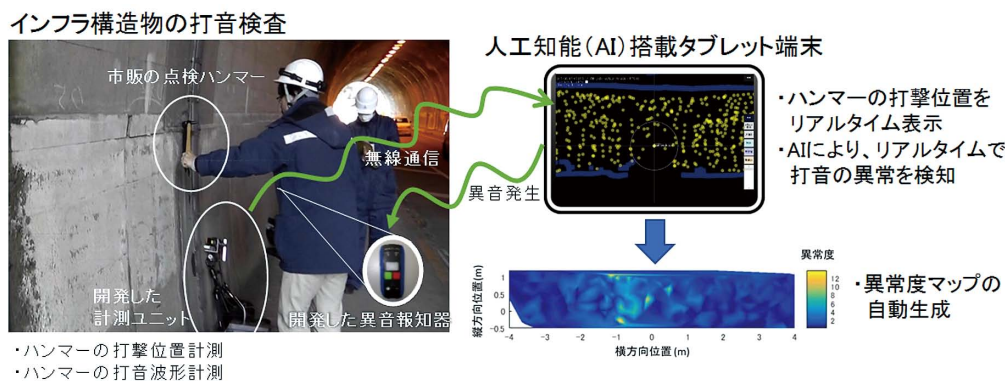 インフラ構造物の打音検査
市販の点検ハンマー
無線通信
開発した
計測ユニット
開発した異音報知器
・ハンマーの打撃位置計測
・ハンマーの打音波形計測
人工知能(AI)搭載タブレット端末
異音発生
・ハンマーの打撃位置を
リアルタイム表示
・AIにより、リアルタイムで
打音の異常を検知
異常度
縦方向位置(m)
1
0.5
0
-0.5
-4
-3
-2
-1
0
1
2
3
4
横方向位置(m)
12
10
8
6
4
2
・異常度マップの
自動生成